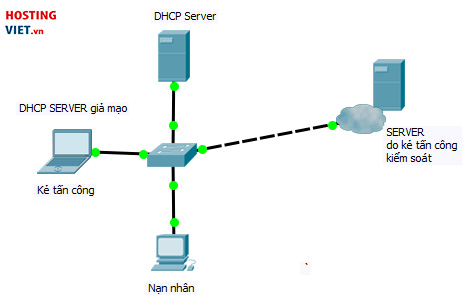 HOSTING
VIET.vn
DHCP Server
DHCP SERVER giả mạo
SERVER
do kẻ tấn công
kiểm soát
Kẻ tấn công
Nạn nhân